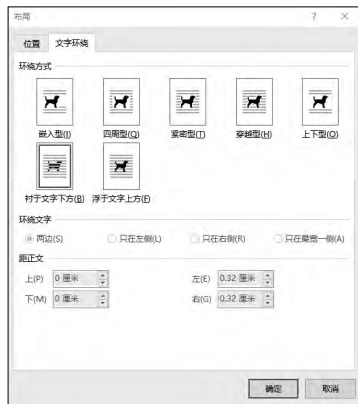 布局
? ×
位置 文字环绕
环绕方式
嵌入型(I) 四周型(Q) 紧密型(T) 穿越型(H) 上下型(O)
衬于文字下方(B) 浮于文字上方(F)
环绕文字
两边(S) 只在左侧(L) 只在右侧(R) 只在最宽一侧(A)
距正文
上(P) 0 厘米 左(E) 0.32 厘米
下(M) 0 厘米 右(G) 0.32 厘米
确定 取消